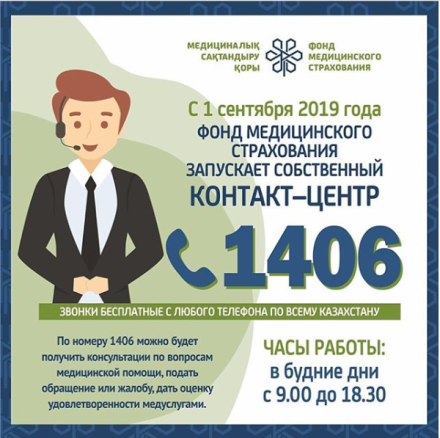 МЕДИЦИНАЛЫҚ
САҚТАНДЫРУ
ҚОРЫ
ФОНД
МЕДИЦИНСКОГО
СТРАХОВАНИЯ
С 1 сентября 2019 года
ФОНД МЕДИЦИНСКОГО
СТРАХОВАНИЯ
ЗАПУСКАЕТ СОБСТВЕННЫЙ
КОНТАКТ–ЦЕНТР
1406
ЗВОНКИ БЕСПЛАТНЫЕ С ЛЮБОГО ТЕЛЕФОНА ПО ВСЕМУ КАЗАХСТАНУ
По номеру 1406 можно будет
получить консультации по вопросам
медицинской помощи, подать
обращение или жалобу, дать оценку
удовлетворенности медуслугами.
ЧАСЫ РАБОТЫ:
в будние дни
с 9.00 до 18.30